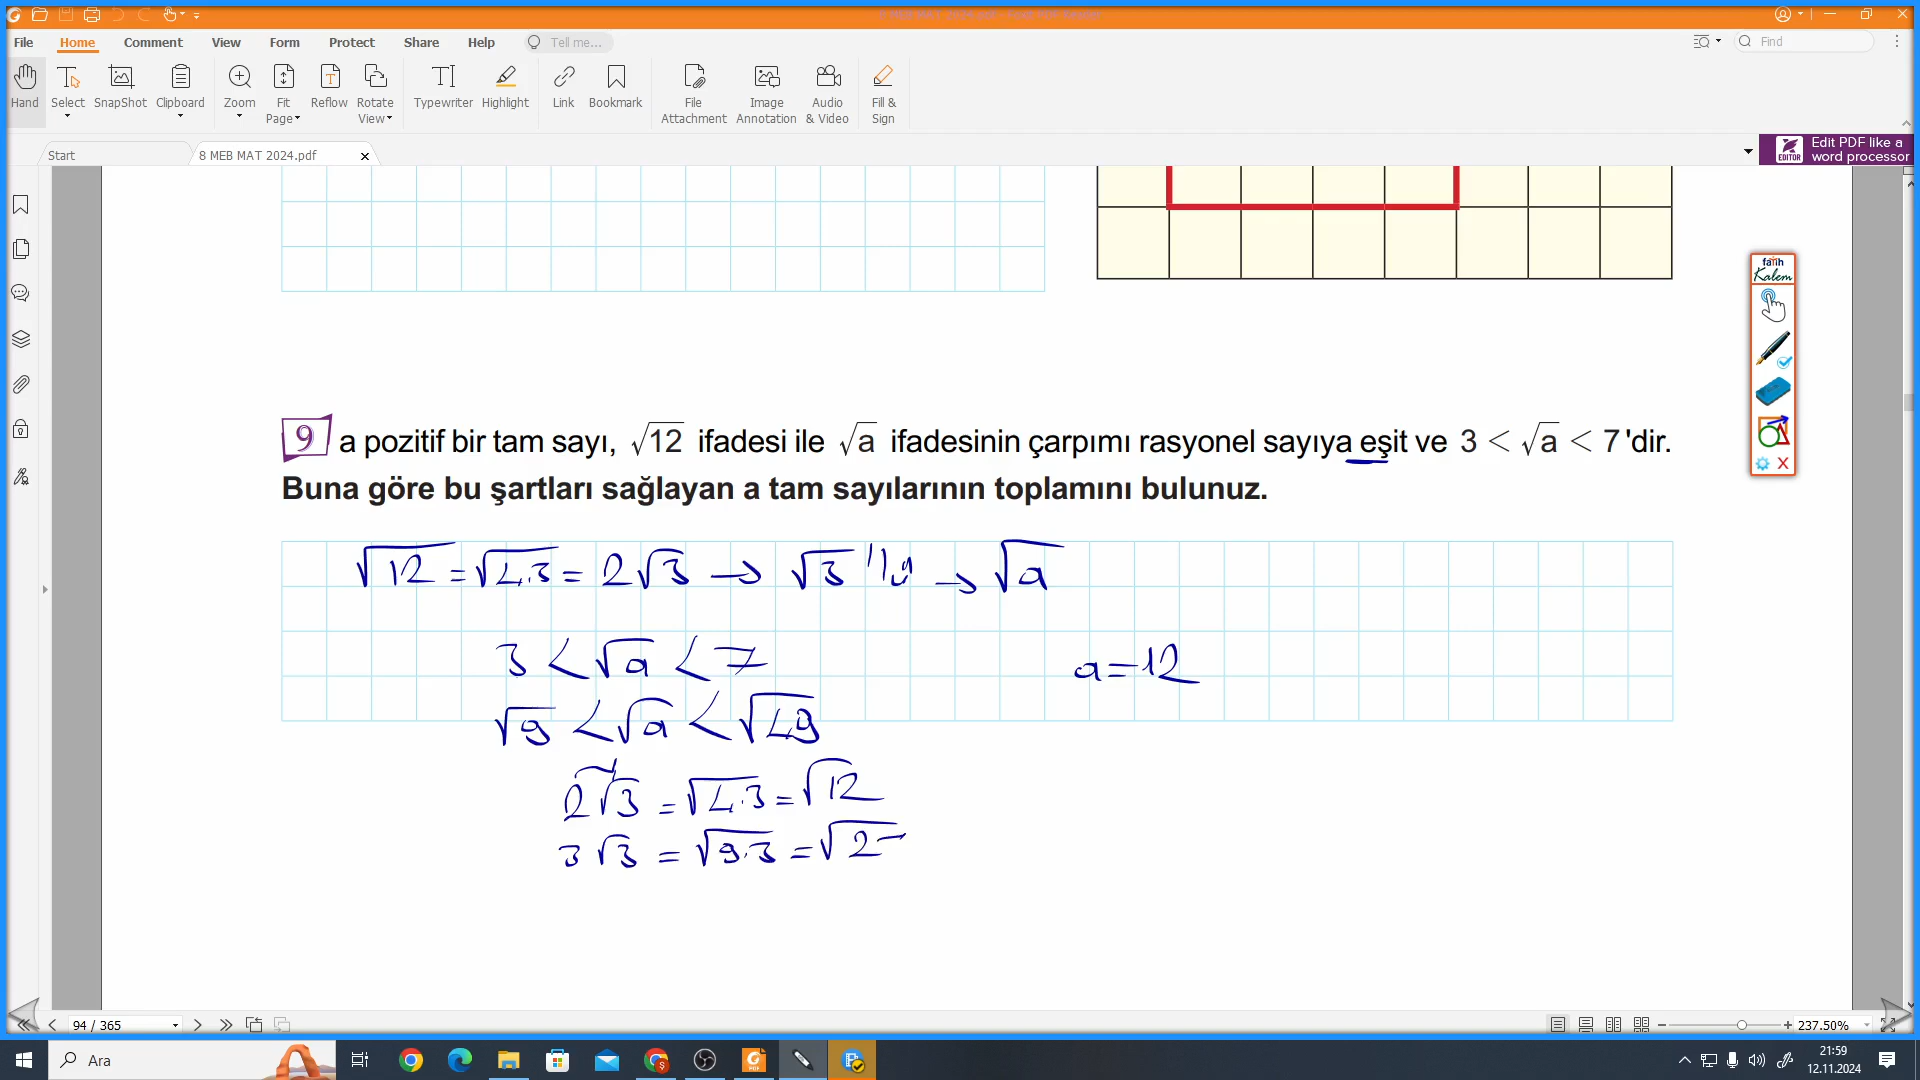 File Home Comment View Form Protect Share Help Tell me... Find
Hand Select SnapShot Clipboard Zoom Fit Page Reflow Rotate View Typewriter Highlight Link Bookmark File Attachment Image Annotation Audio & Video Fill & Sign
Start 8 MEB MAT 2024.pdf
EDITOR Edit PDF like a word processor
fatih
Kalem
9 a pozitif bir tam sayı, √12 ifadesi ile √a ifadesinin çarpımı rasyonel sayıya eşit ve 3 < √a < 7'dir.
Buna göre bu şartları sağlayan a tam sayılarının toplamını bulunuz.
√12 = √4.3 = 2√3 → √3 'lü → √a
3 < √a < 7
a=12
√9 < √a < √49
2√3 = √4.3 = √12
3√3 = √9.3 = √2
94 / 365
237.50%
Ara
21:59
12.11.2024